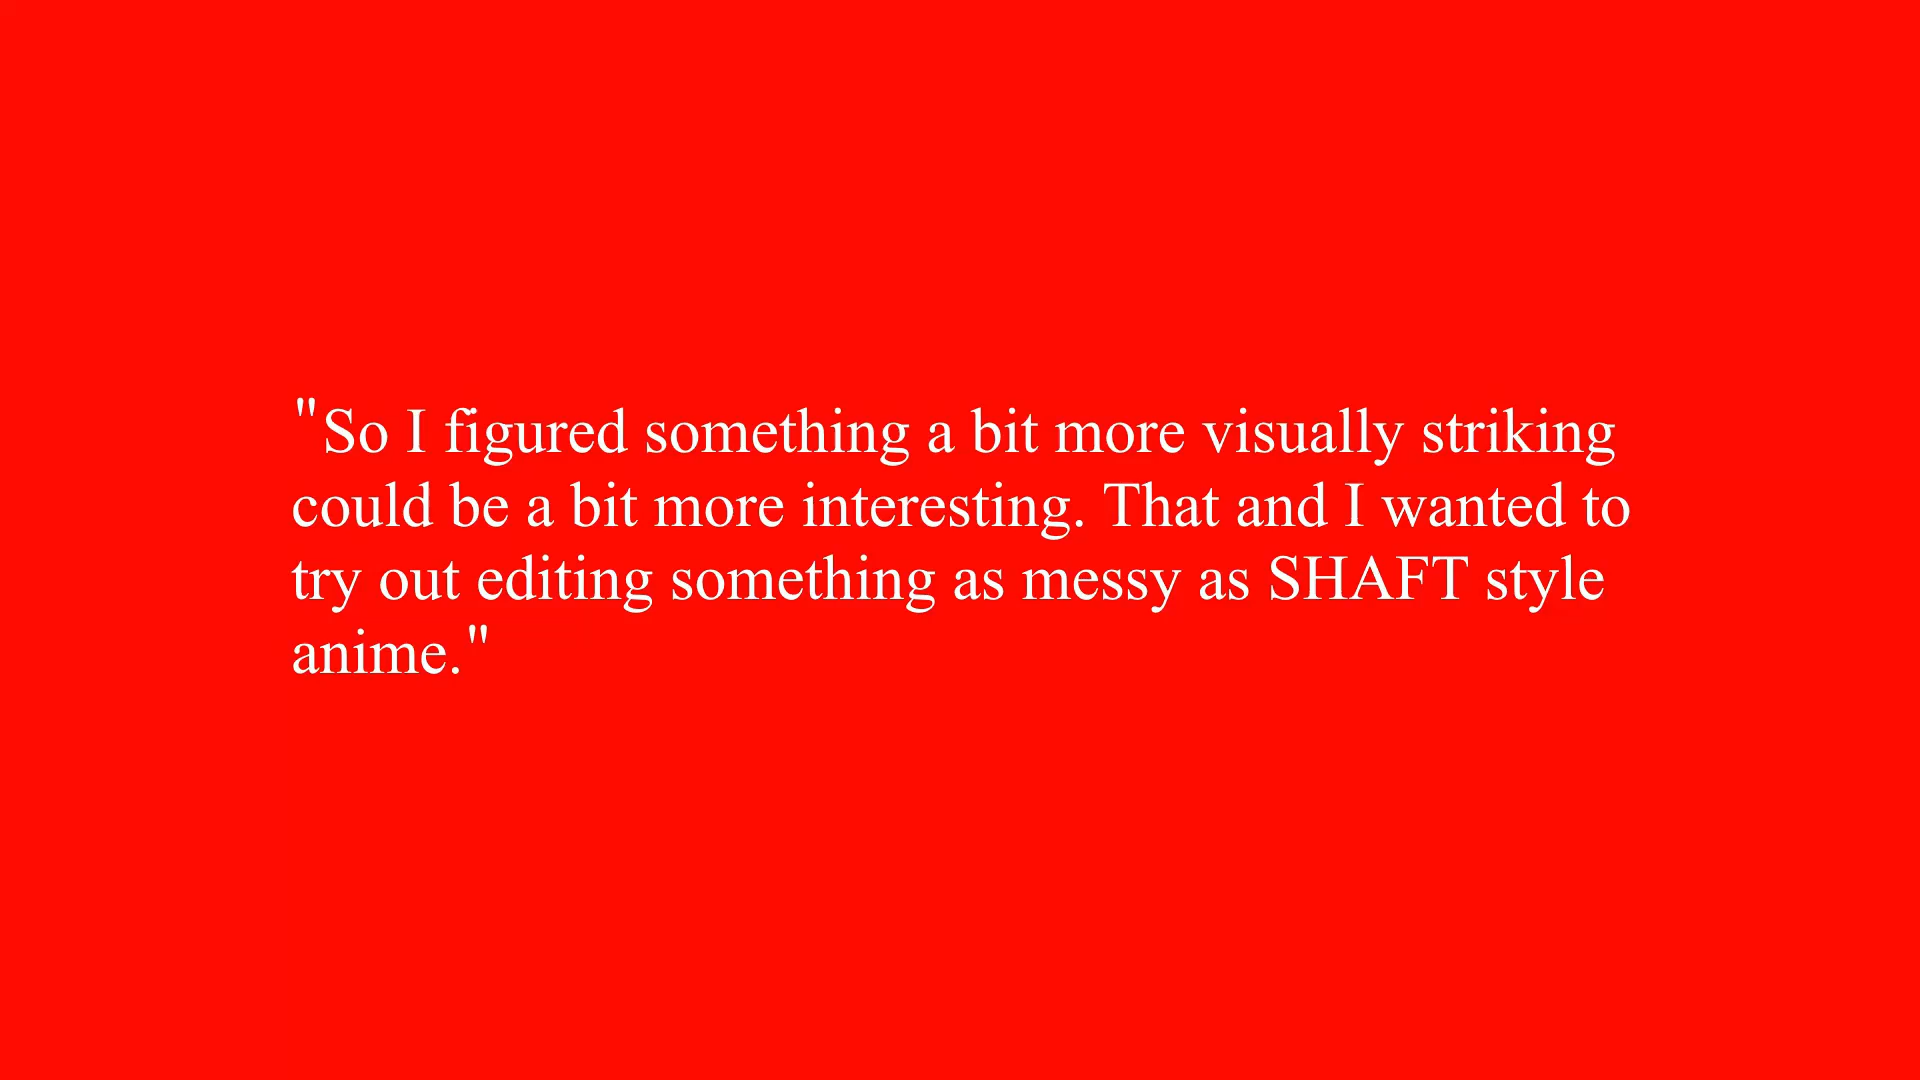 "So I figured something a bit more visually striking
could be a bit more interesting. That and I wanted to
try out editing something as messy as SHAFT style
anime."